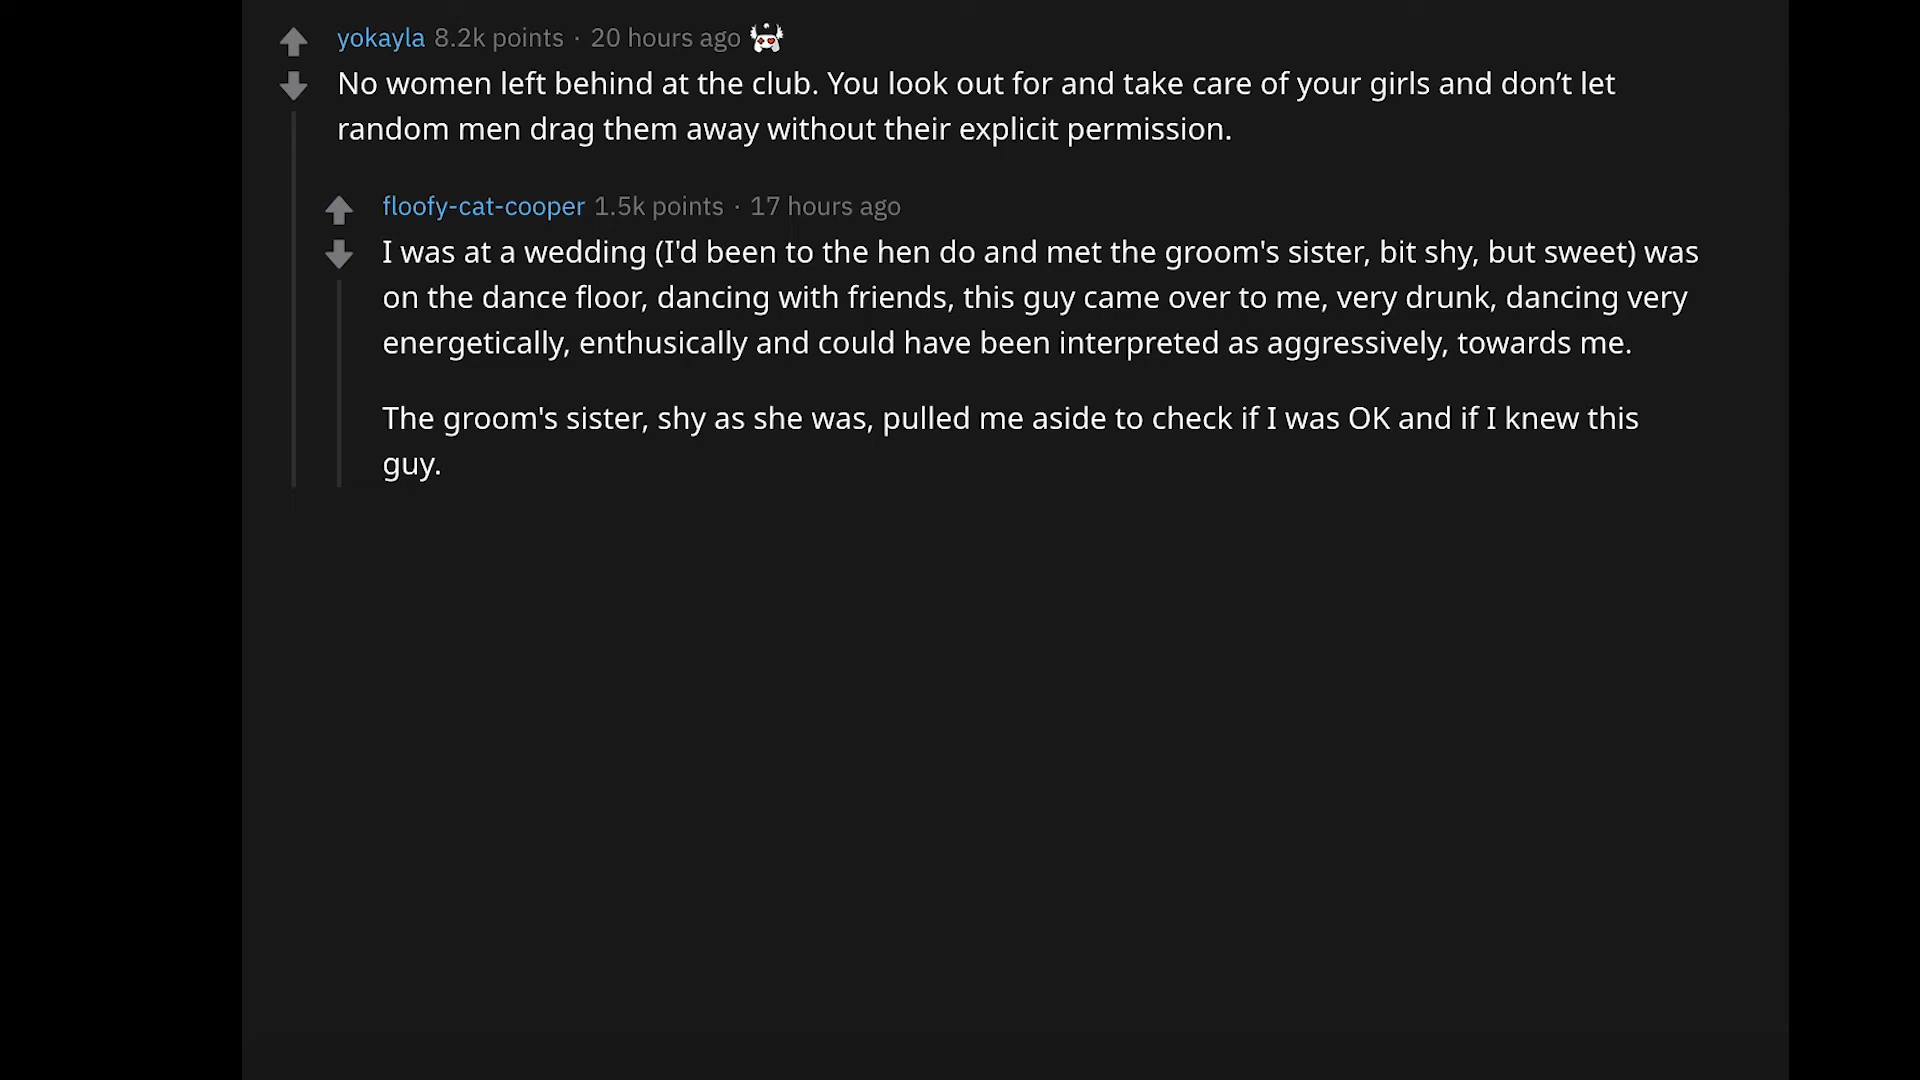 yokayla 8.2k points · 20 hours ago
No women left behind at the club. You look out for and take care of your girls and don’t let
random men drag them away without their explicit permission.
floofy-cat-cooper 1.5k points · 17 hours ago
I was at a wedding (I'd been to the hen do and met the groom's sister, bit shy, but sweet) was
on the dance floor, dancing with friends, this guy came over to me, very drunk, dancing very
energetically, enthusically and could have been interpreted as aggressively, towards me.
The groom's sister, shy as she was, pulled me aside to check if I was OK and if I knew this
guy.